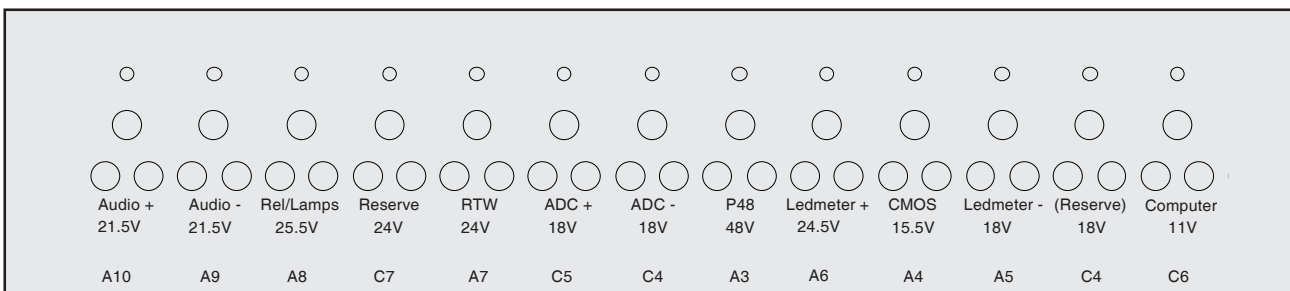 Audio + Audio - Rel/Lamps Reserve RTW ADC + ADC - P48 Ledmeter + CMOS Ledmeter - (Reserve) Computer
21.5V 21.5V 25.5V 24V 24V 18V 18V 48V 24.5V 15.5V 18V 18V 11V
A10 A9 A8 C7 A7 C5 C4 A3 A6 A4 A5 C4 C6